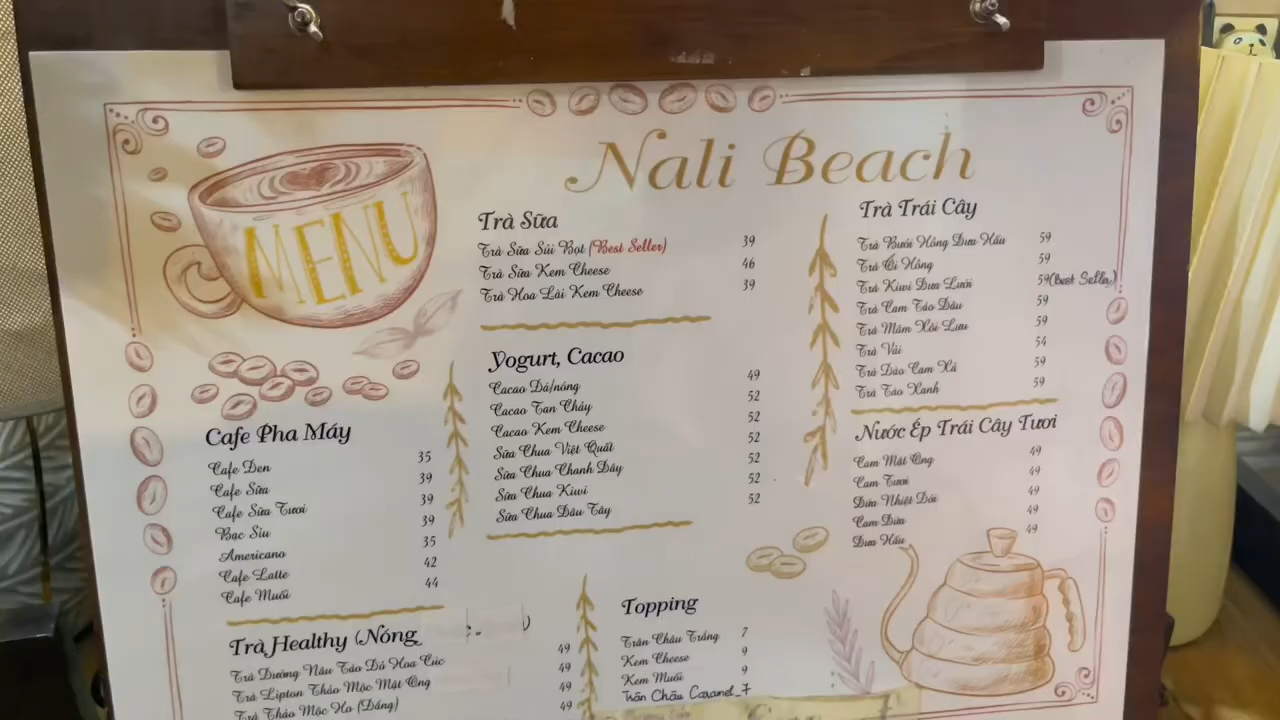 MENU
Nali Beach
Trà Sữa
Trà Sữa Sủi Bọt (Best Seller) 39
Trà Sữa Kem Cheese 46
Trà Hoa Lài Kem Cheese 39
Yogurt, Cacao
Cacao Đá/nóng 49
Cacao Tan Chảy 52
Cacao Kem Cheese 52
Sữa Chua Việt Quất 52
Sữa Chua Chanh Dây 52
Sữa Chua Kiwi 52
Sữa Chua Dâu Tây 52
Trà Trái Cây
Trà Bưởi Hồng Dưa Hấu 59
Trà Ổi Hồng 59
Trà Kiwi Dưa Lưới 59(best Seller)
Trà Cam Táo Dâu 59
Trà Mâm Xôi Lựu 59
Trà Vải 54
Trà Đào Cam Xả 59
Trà Táo Xanh 59
Nước Ép Trái Cây Tươi
Cam Mật Ong 49
Cam Tươi 49
Dứa Nhiệt Đới 49
Cam Dứa 49
Dưa Hấu 49
Cafe Pha Máy
Cafe Đen 35
Cafe Sữa 39
Cafe Sữa Tươi 39
Bạc Sỉu 39
Americano 35
Cafe Latte 42
Cafe Muối 44
Trà Healthy Nóng
Trà Dưỡng Nâu Táo Đỏ Hoa Cúc 49
Trà Lipton Thảo Mộc Mật Ong 49
Trà Thảo Mộc Ho (Đắng) 49
49
Topping
Trân Châu Trắng 7
Kem Cheese 9
Kem Muối 9
Trân Châu Caramel_7